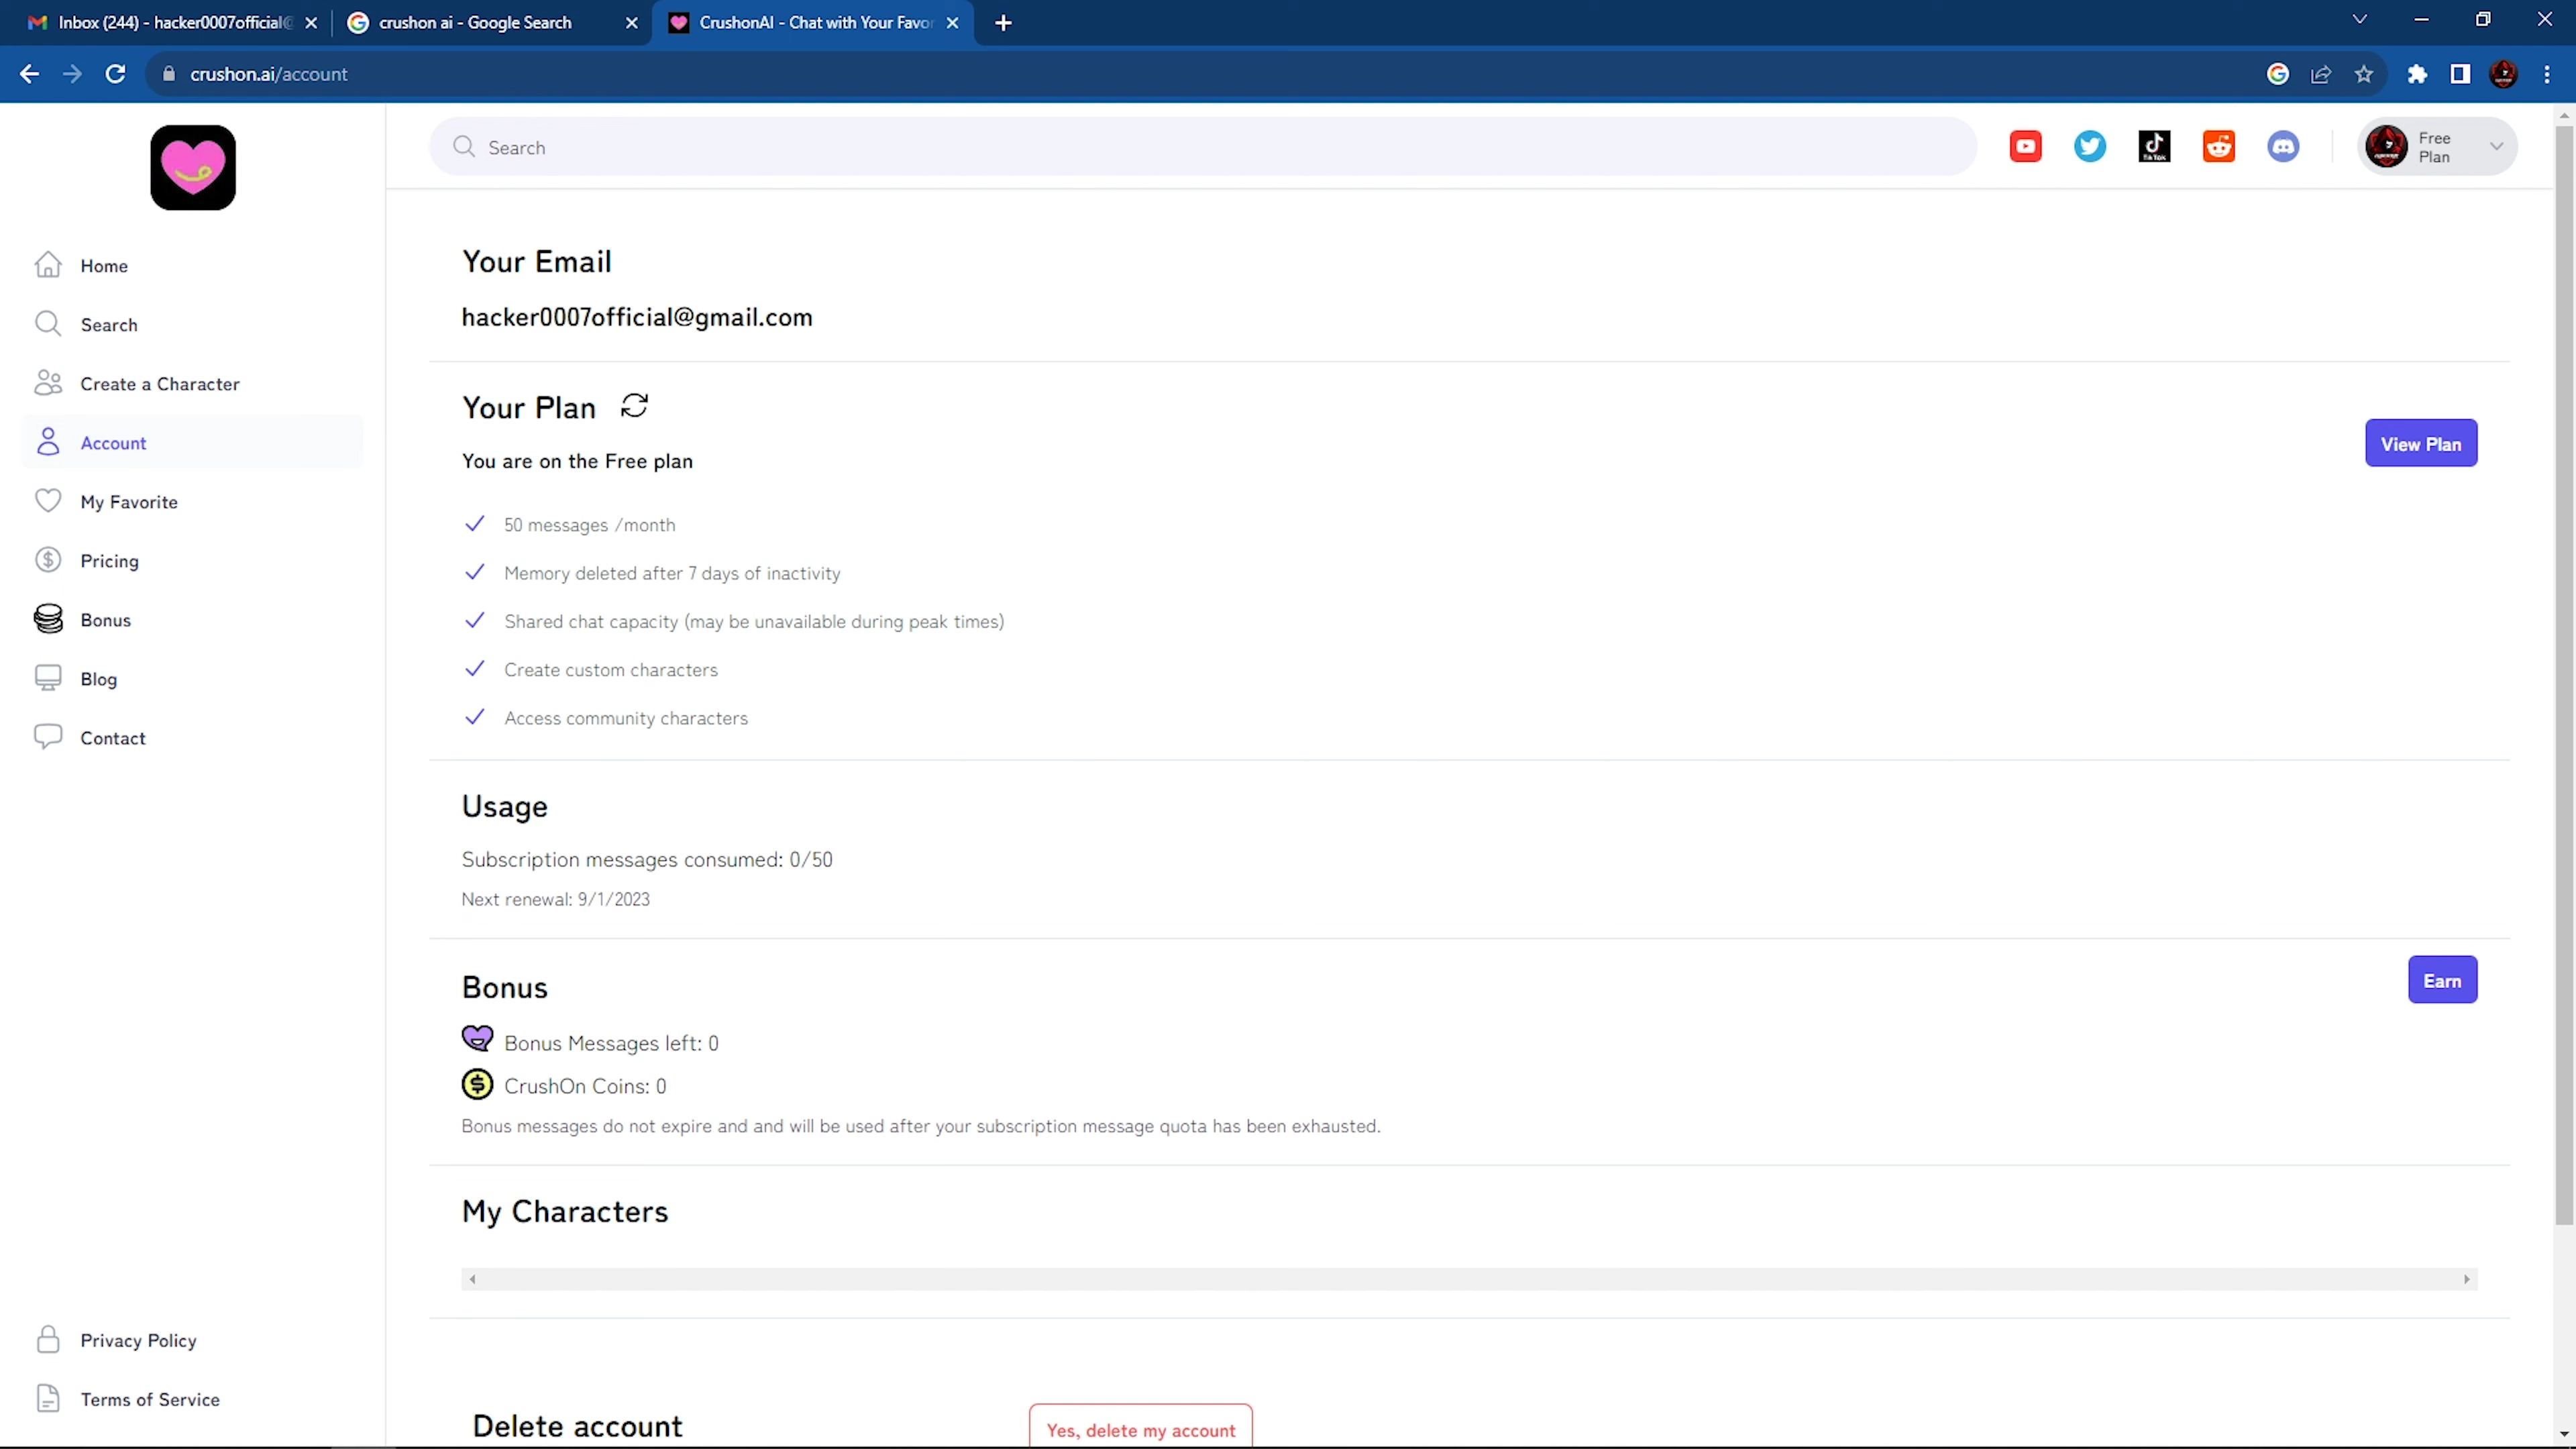 Inbox (244) - hacker0007official@
crushon ai - Google Search
CrushonAI - Chat with Your Favor
crushon.ai/account
Search
TikTok
Free
Plan
Home
Search
Create a Character
Account
My Favorite
Pricing
Bonus
Blog
Contact
Privacy Policy
Terms of Service
Your Email
hacker0007official@gmail.com
Your Plan
View Plan
You are on the Free plan
50 messages /month
Memory deleted after 7 days of inactivity
Shared chat capacity (may be unavailable during peak times)
Create custom characters
Access community characters
Usage
Subscription messages consumed: 0/50
Next renewal: 9/1/2023
Bonus
Earn
Bonus Messages left: 0
CrushOn Coins: 0
Bonus messages do not expire and and will be used after your subscription message quota has been exhausted.
My Characters
Delete account
Yes, delete my account